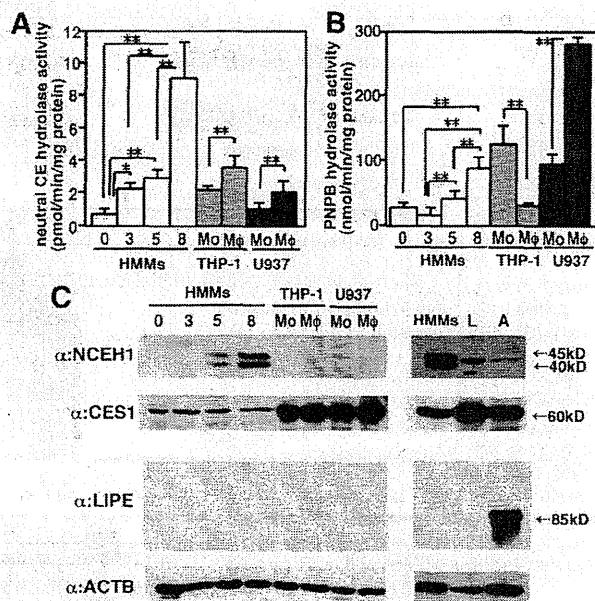 A
neutral CE hydrolase activity
(pmol/min/mg protein)
12
10
8
6
4
2
0
**
**
**
**
*
**
**
0 3 5 8 Mo Mϕ Mo Mϕ
HMMs THP-1 U937
B
PNPB hydrolase activity
(nmol/min/mg protein)
300
200
100
0
**
**
**
**
**
**
0 3 5 8 Mo Mϕ Mo Mϕ
HMMs THP-1 U937
C
HMMs THP-1 U937
0 3 5 8 Mo Mϕ Mo Mϕ HMMs L A
α:NCEH1 ←45kD
←40kD
α:CES1 ←60kD
α:LIPE ←85kD
α:ACTB